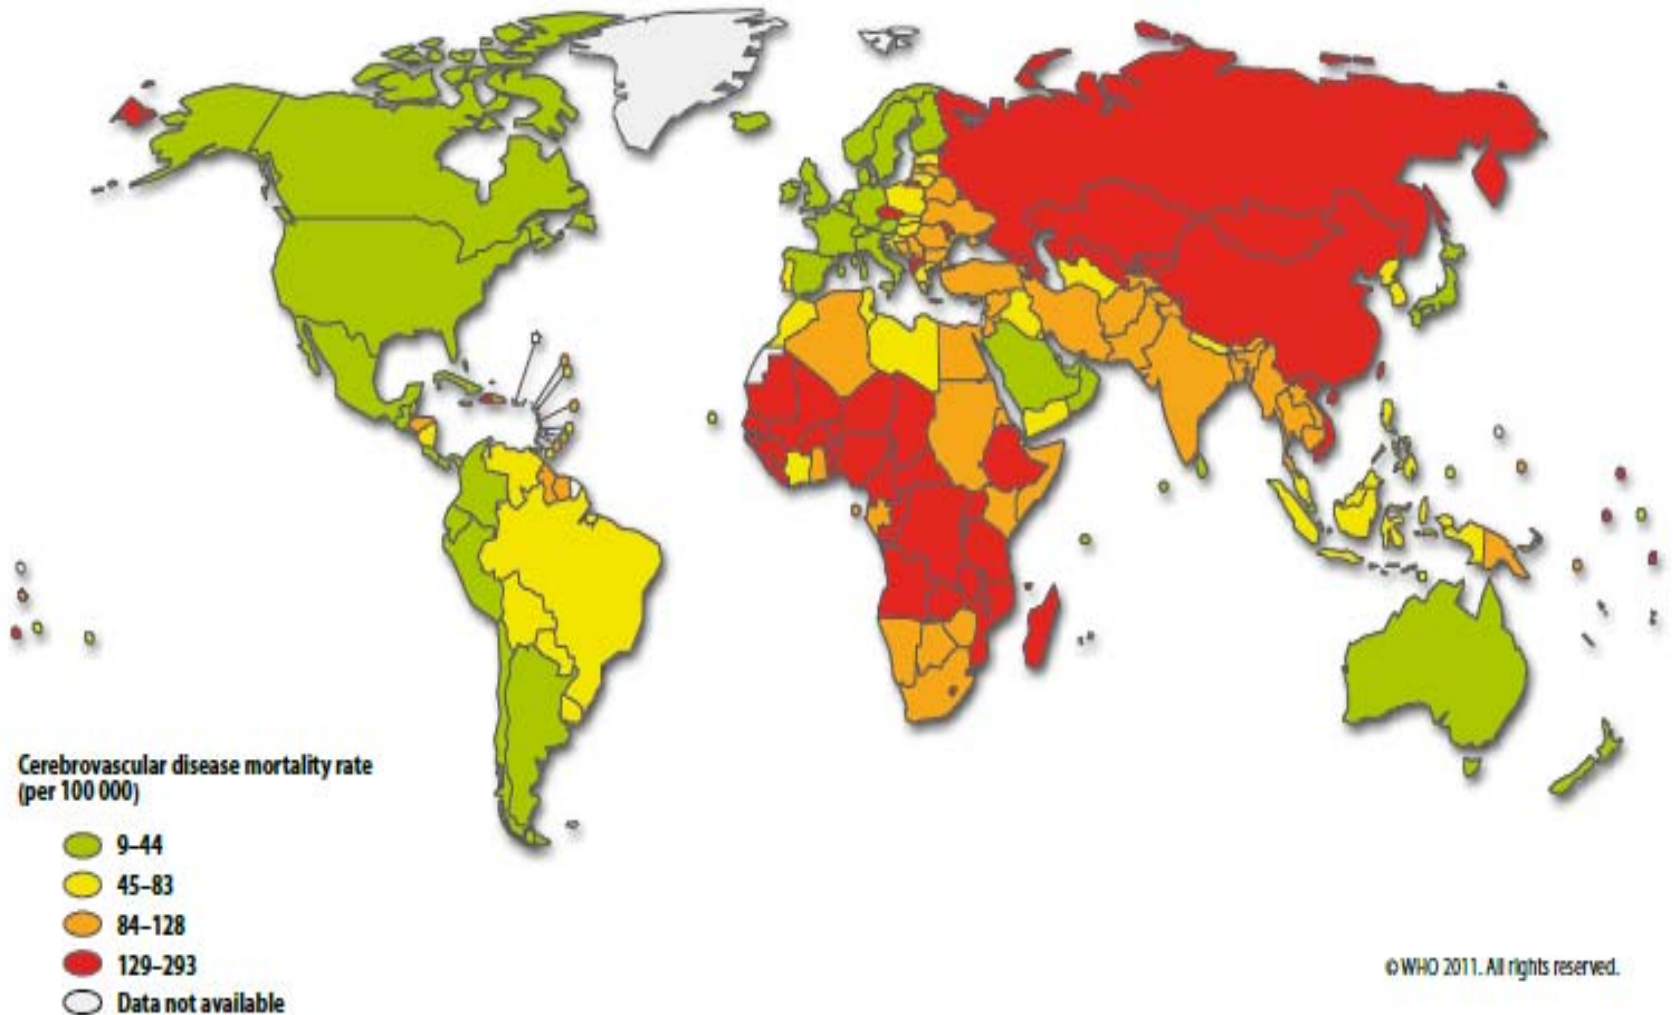 Cerebrovascular disease mortality rate
(per 100 000)
9–44
45–83
84–128
129–293
Data not available
© WHO 2011. All rights reserved.